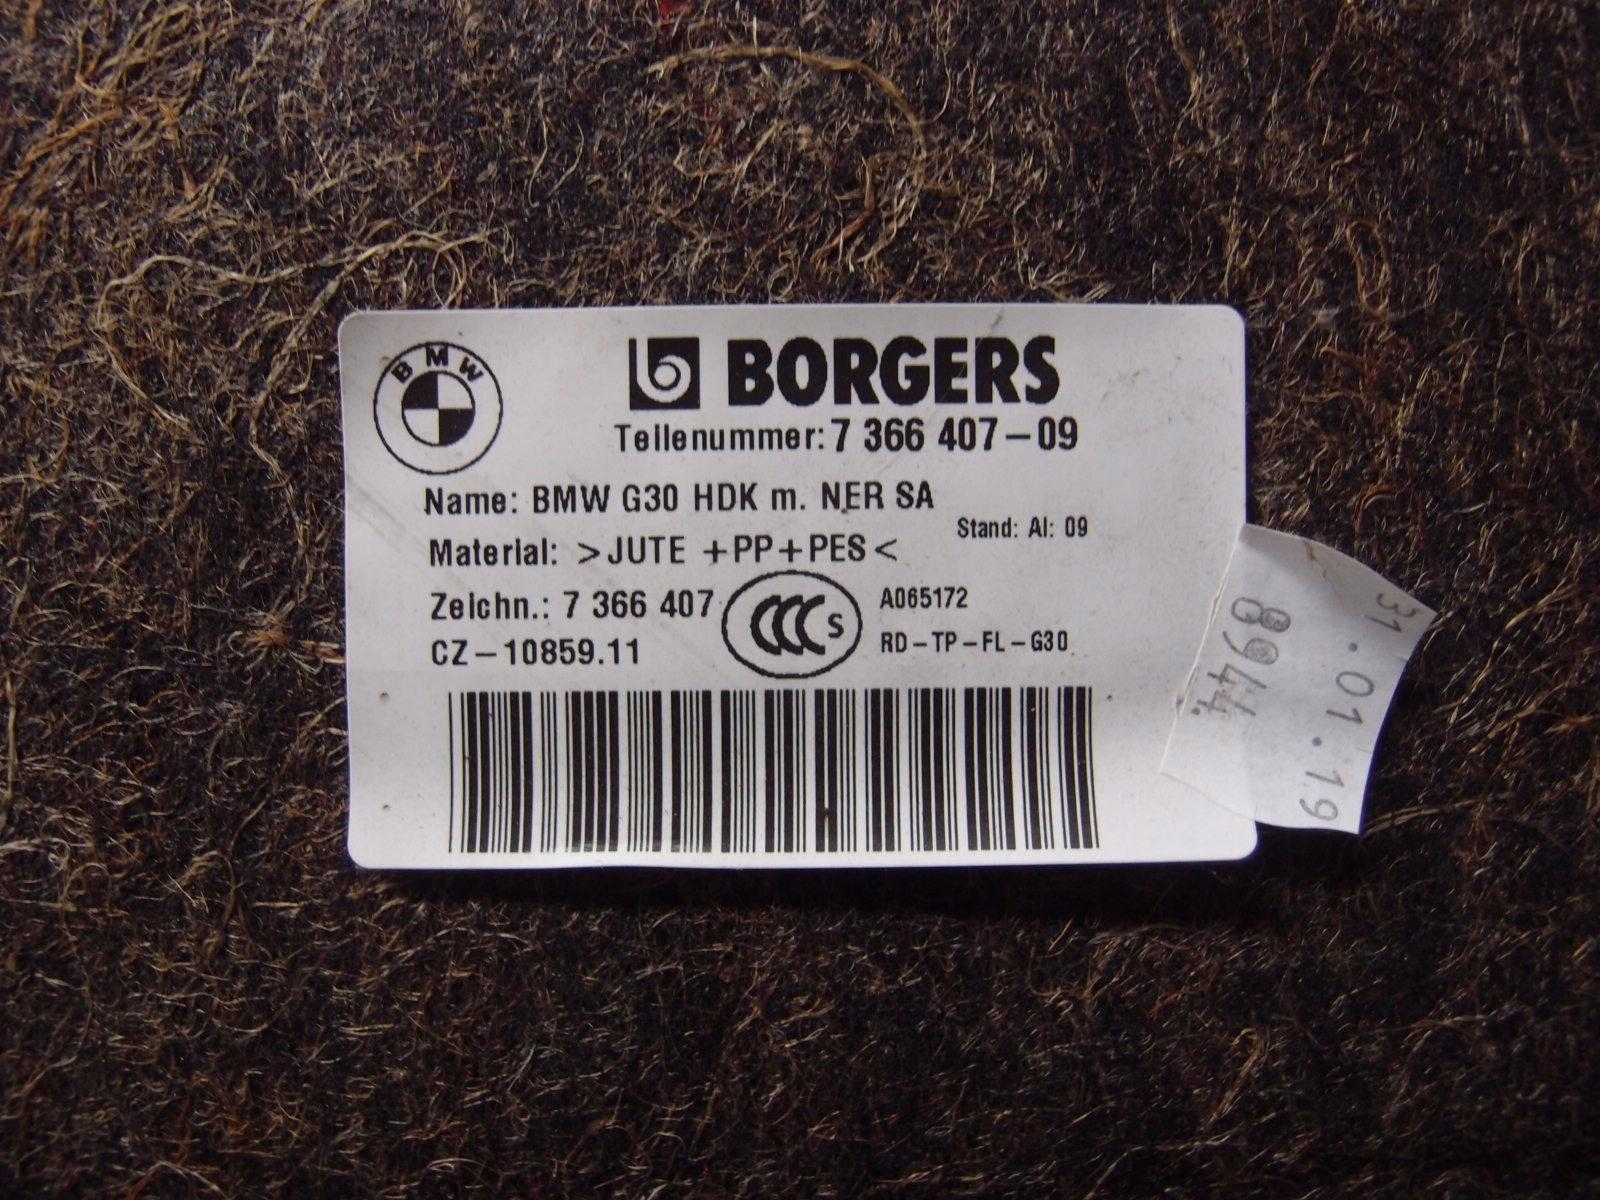 BMW
BORGERS
Teilenummer: 7 366 407-09
Name: BMW G30 HDK m. NER SA
Stand: AI: 09
Material: >JUTE +PP+PES<
Zeichn.: 7 366 407
CCC S
A065172
CZ-10859.11
RD-TP-FL-G30
31.01.19
8944.